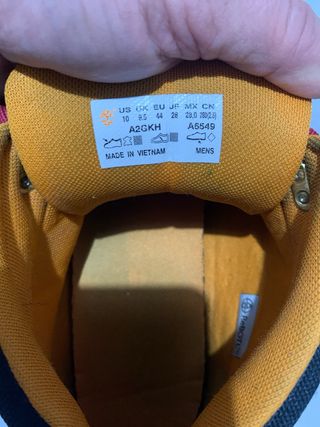 US UK EU JP MX CN
10 9.5 44 28 28.0 280(2.5)
A2GKH A5549
MADE IN VIETNAM MENS